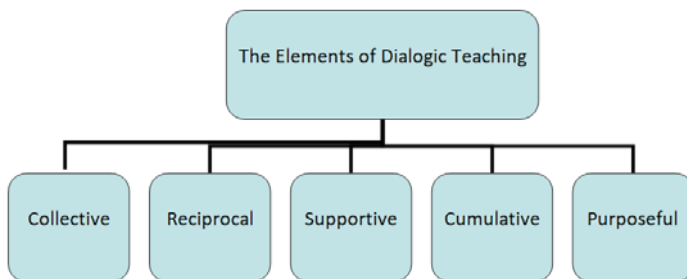 The Elements of Dialogic Teaching
Collective
Reciprocal
Supportive
Cumulative
Purposeful